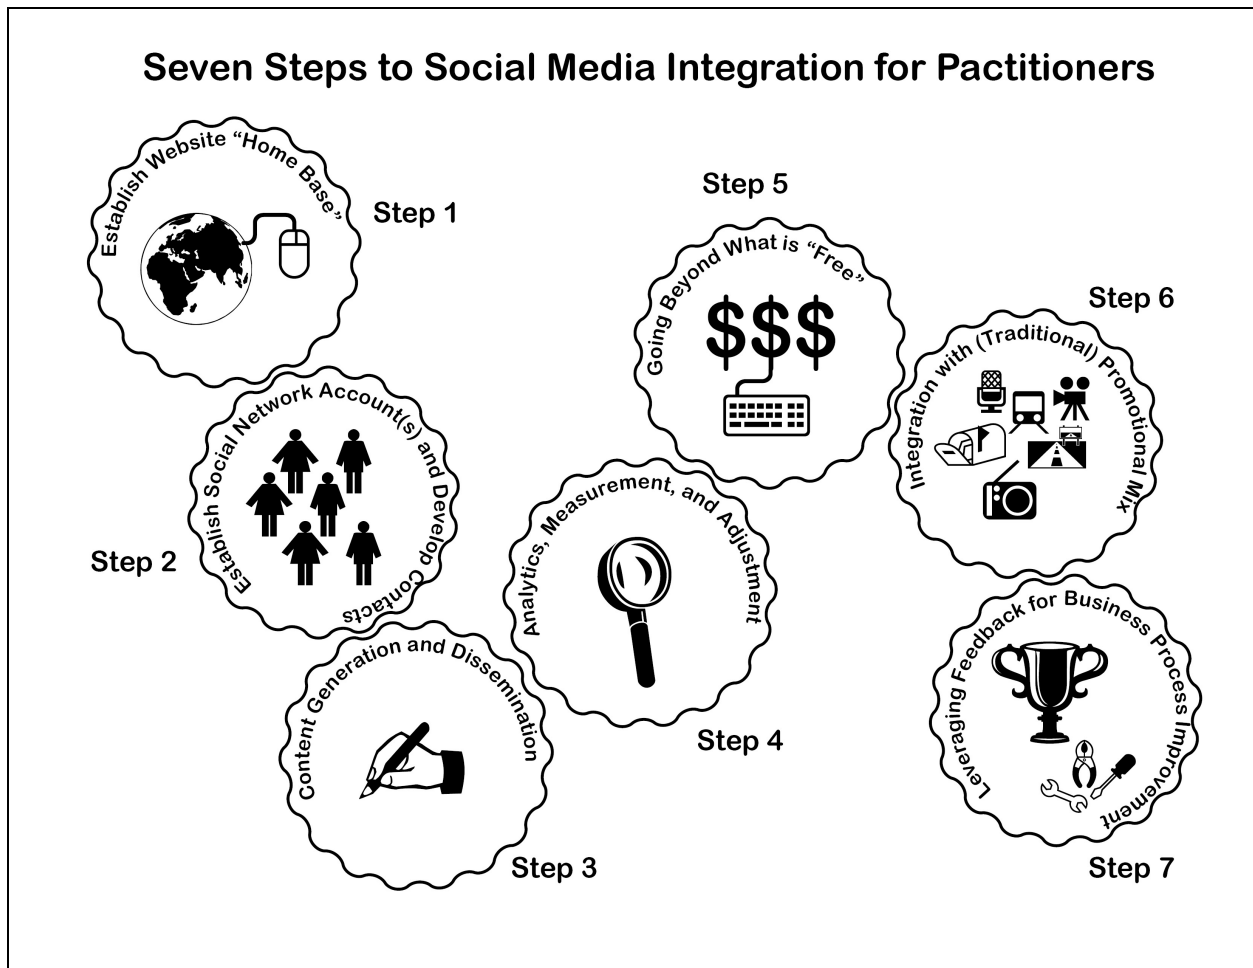 Seven Steps to Social Media Integration for Pactitioners
Establish Website “Home Base”
Step 1
Establish Social Network Account(s) and Develop Contacts
Step 2
Content Generation and Dissemination
Step 3
Analytics, Measurement, and Adjustment
Step 4
Step 5
Going Beyond What is “Free”
$$$
Step 6
Integration with (Traditional) Promotional Mix
Leveraging Feedback for Business Process Improvement
Step 7